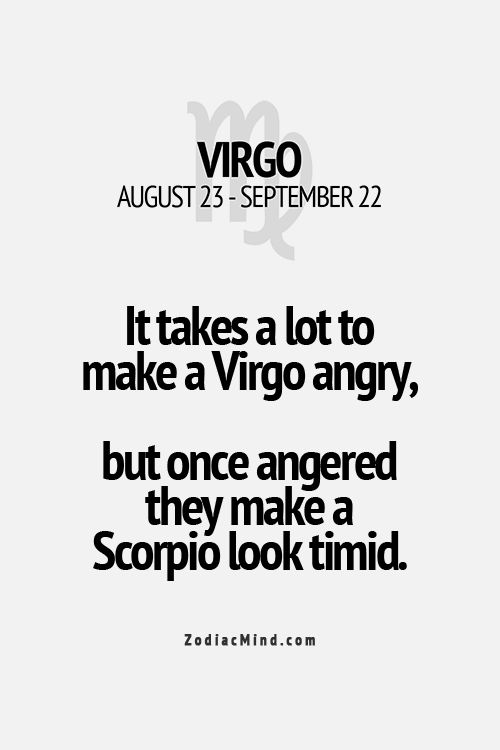 VIRGO
AUGUST 23 - SEPTEMBER 22
It takes a lot to
make a Virgo angry,
but once angered
they make a
Scorpio look timid.
ZodiacMind.com